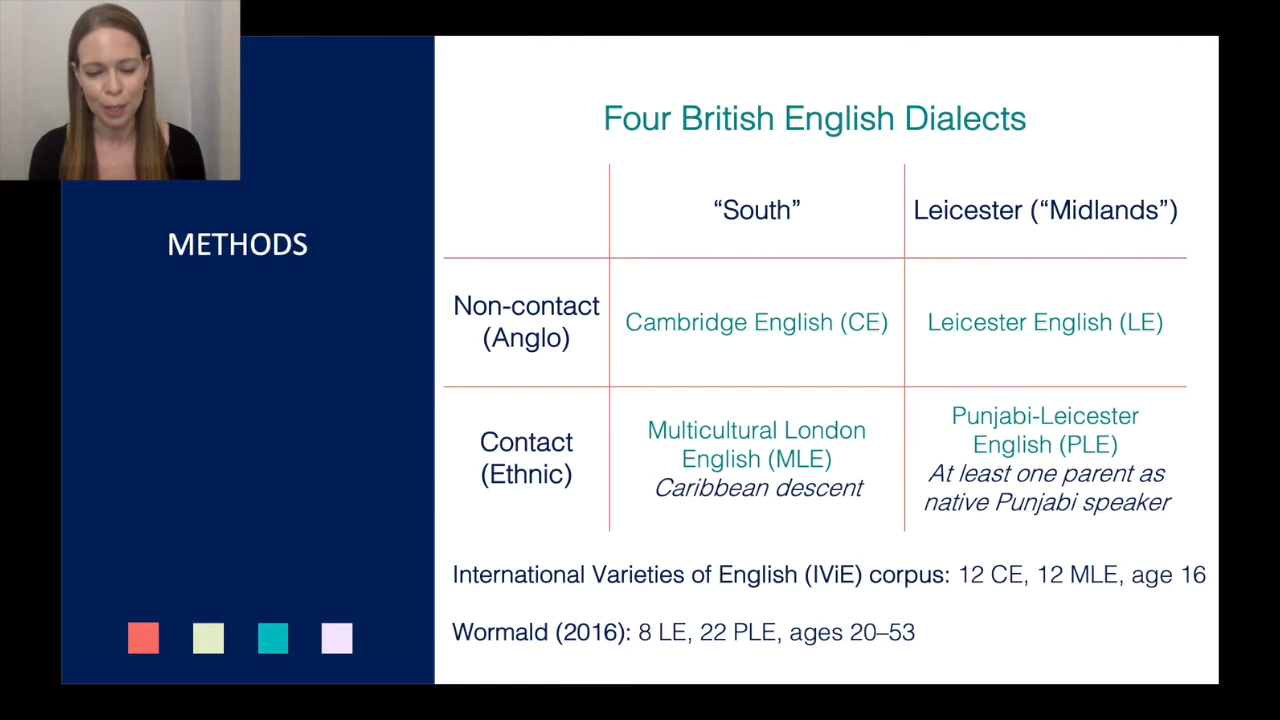 METHODS
Four British English Dialects
“South”
Leicester (“Midlands”)
Non-contact
(Anglo)
Cambridge English (CE)
Leicester English (LE)
Contact
(Ethnic)
Multicultural London
English (MLE)
Caribbean descent
Punjabi-Leicester
English (PLE)
At least one parent as
native Punjabi speaker
International Varieties of English (IViE) corpus: 12 CE, 12 MLE, age 16
Wormald (2016): 8 LE, 22 PLE, ages 20–53